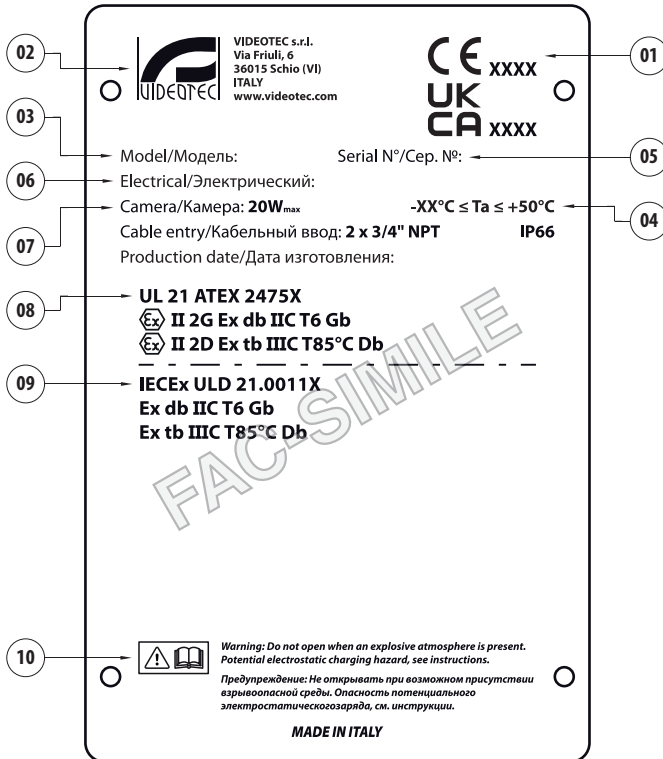 02
VIDEOTEC
VIDEOTEC s.r.l.
Via Friuli, 6
36015 Schio (VI)
ITALY
www.videotec.com
CE XXXX
UK
CA XXXX
01
03
Model/Модель:
Serial N°/Сер. №:
05
06
Electrical/Электрический:
07
Camera/Камера: 20Wmax
-XX°C ≤ Ta ≤ +50°C
04
Cable entry/Кабельный ввод: 2 x 3/4" NPT
IP66
Production date/Дата изготовления:
08
UL 21 ATEX 2475X
Ex II 2G Ex db IIC T6 Gb
Ex II 2D Ex tb IIIC T85°C Db
09
IECEx ULD 21.0011X
Ex db IIC T6 Gb
Ex tb IIIC T85°C Db
FAC-SIMILE
10
Warning: Do not open when an explosive atmosphere is present.
Potential electrostatic charging hazard, see instructions.
Предупреждение: Не открывать при возможном присутствии
взрывоопасной среды. Опасность потенциального
электростатическогозаряда, см. инструкции.
MADE IN ITALY